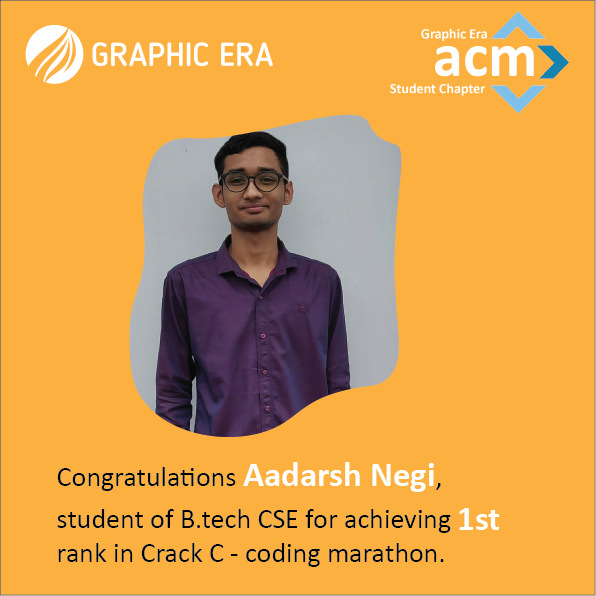 GRAPHIC ERA
Graphic Era
acm
Student Chapter
Congratulations Aadarsh Negi,
student of B.tech CSE for achieving 1st
rank in Crack C - coding marathon.